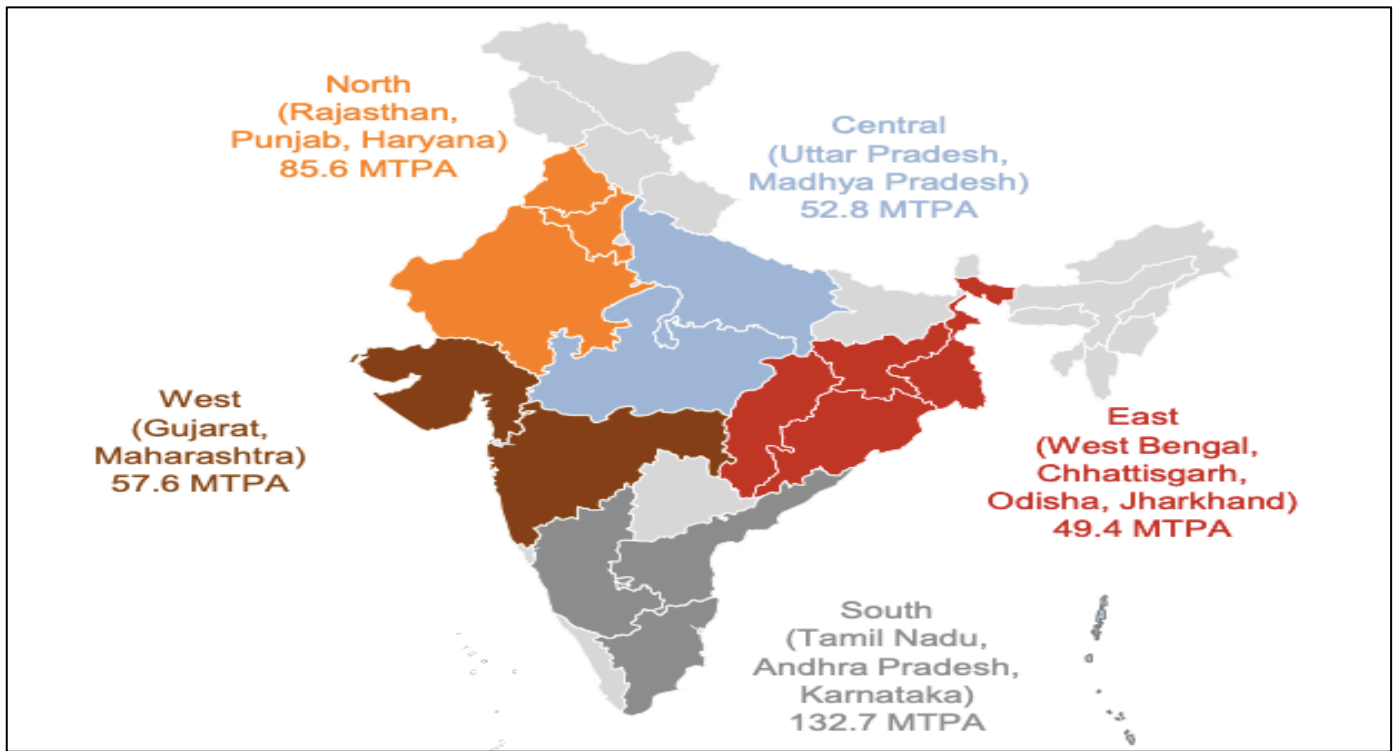 North
(Rajasthan,
Punjab, Haryana)
85.6 MTPA
Central
(Uttar Pradesh,
Madhya Pradesh)
52.8 MTPA
West
(Gujarat,
Maharashtra)
57.6 MTPA
East
(West Bengal,
Chhattisgarh,
Odisha, Jharkhand)
49.4 MTPA
South
(Tamil Nadu,
Andhra Pradesh,
Karnataka)
132.7 MTPA